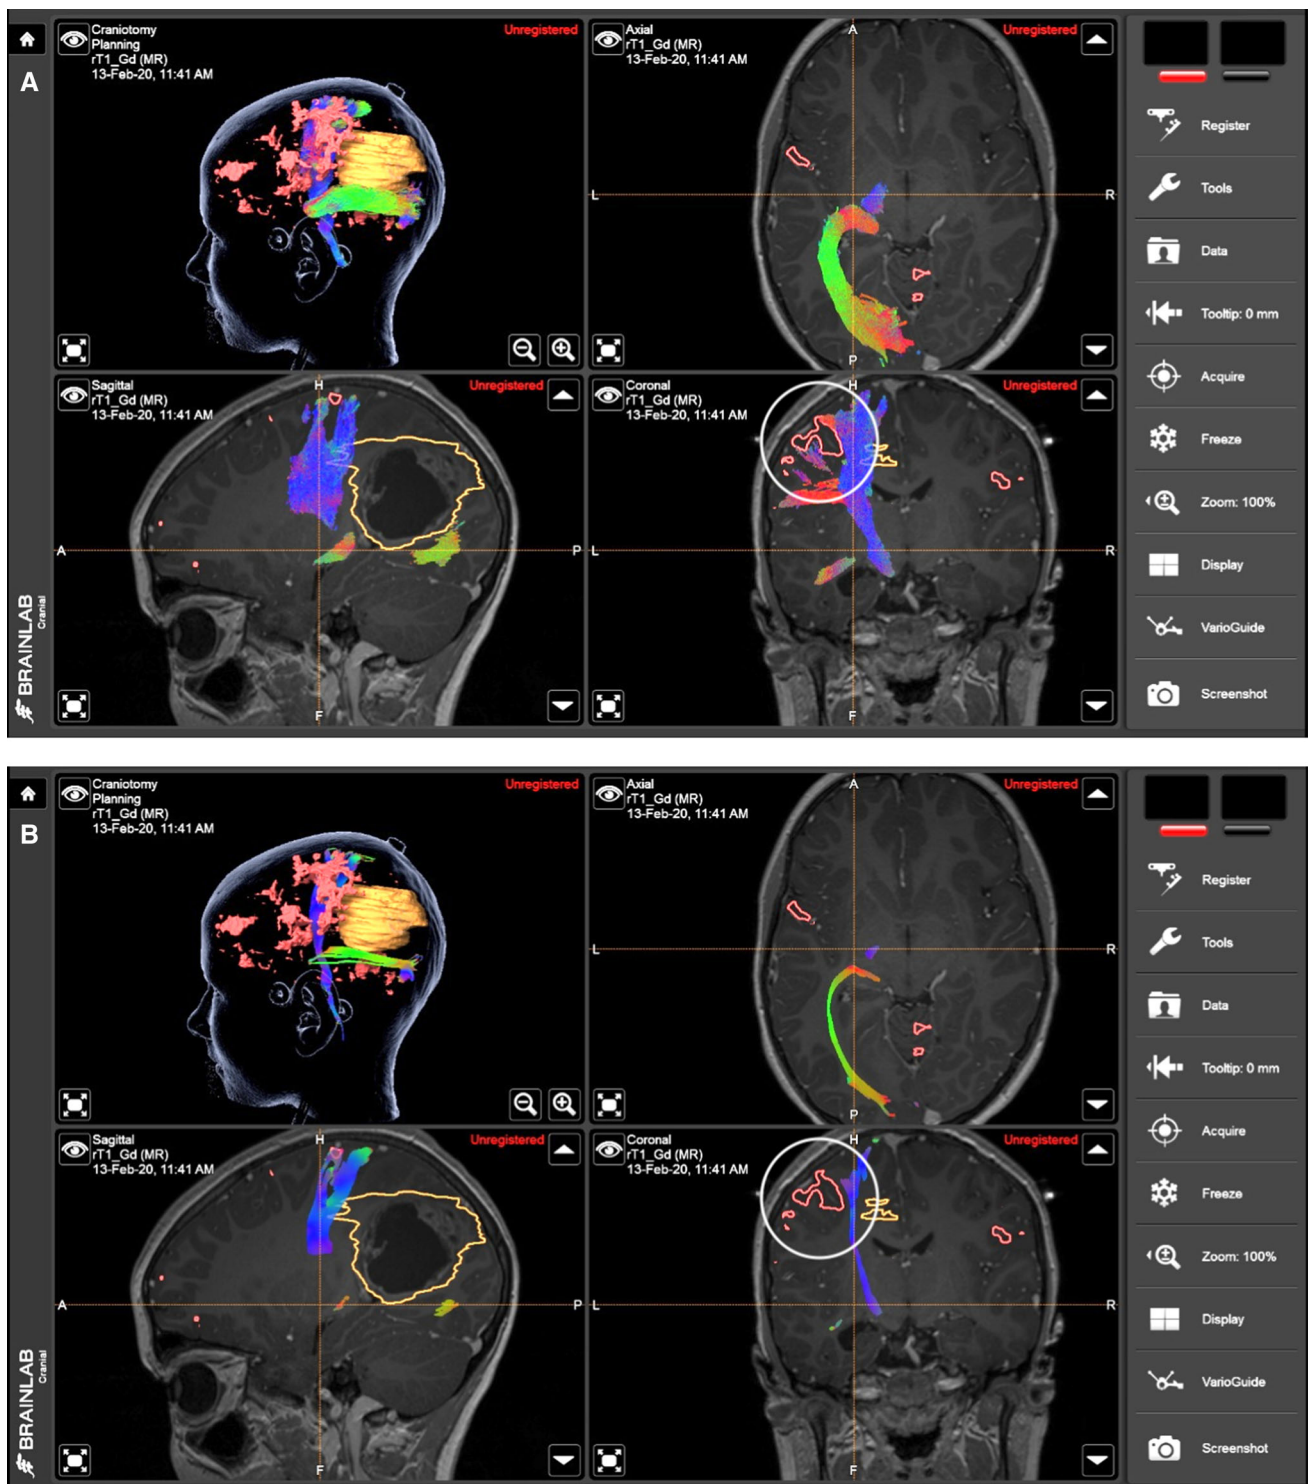 A
BRAINLAB
Cranial
Craniotomy
Planning
rT1_Gd (MR)
13-Feb-20, 11:41 AM
Unregistered
Axial
rT1_Gd (MR)
13-Feb-20, 11:41 AM
Unregistered
A
L
R
P
Sagittal
rT1_Gd (MR)
13-Feb-20, 11:41 AM
Unregistered
H
A
P
F
Coronal
rT1_Gd (MR)
13-Feb-20, 11:41 AM
Unregistered
H
L
R
F
Register
Tools
Data
Tooltip: 0 mm
Acquire
Freeze
Zoom: 100%
Display
VarioGuide
Screenshot
B
BRAINLAB
Cranial
Craniotomy
Planning
rT1_Gd (MR)
13-Feb-20, 11:41 AM
Unregistered
Axial
rT1_Gd (MR)
13-Feb-20, 11:41 AM
Unregistered
A
L
R
P
Sagittal
rT1_Gd (MR)
13-Feb-20, 11:41 AM
Unregistered
H
A
P
F
Coronal
rT1_Gd (MR)
13-Feb-20, 11:41 AM
Unregistered
H
L
R
F
Register
Tools
Data
Tooltip: 0 mm
Acquire
Freeze
Zoom: 100%
Display
VarioGuide
Screenshot